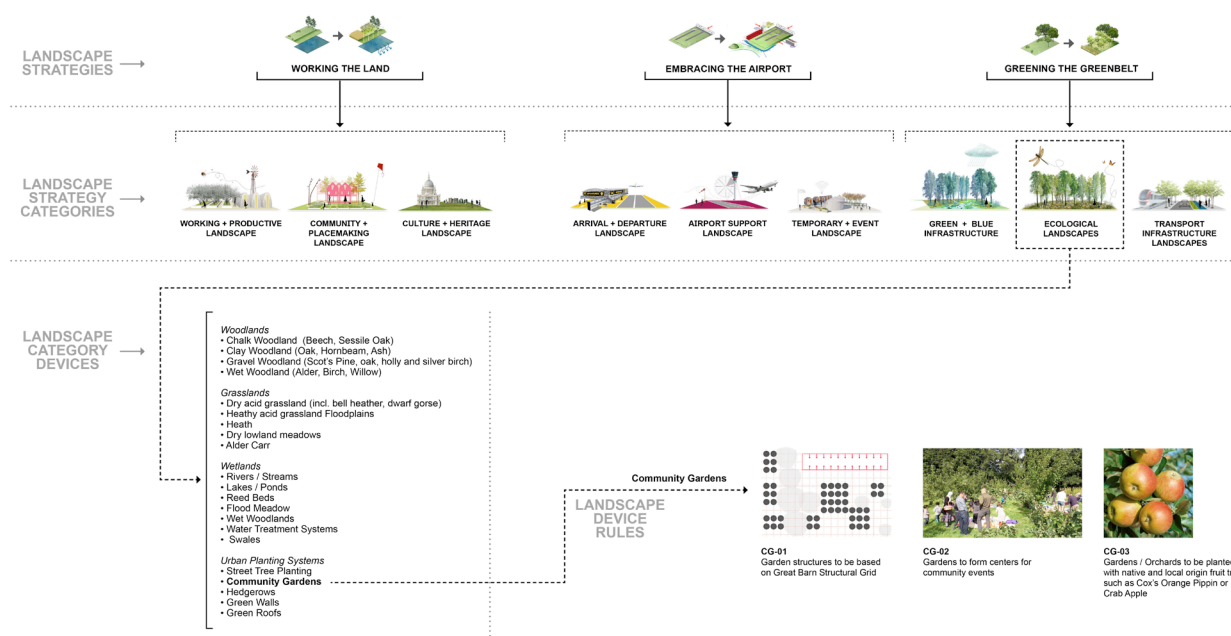 LANDSCAPE
STRATEGIES
WORKING THE LAND
EMBRACING THE AIRPORT
GREENING THE GREENBELT
LANDSCAPE
STRATEGY
CATEGORIES
WORKING + PRODUCTIVE
LANDSCAPE
COMMUNITY +
PLACEMAKING
LANDSCAPE
CULTURE + HERITAGE
LANDSCAPE
ARRIVAL + DEPARTURE
LANDSCAPE
AIRPORT SUPPORT
LANDSCAPE
TEMPORARY + EVENT
LANDSCAPE
GREEN + BLUE
INFRASTRUCTURE
ECOLOGICAL
LANDSCAPES
TRANSPORT
INFRASTRUCTURE
LANDSCAPES
LANDSCAPE
CATEGORY
DEVICES
Woodlands
• Chalk Woodland (Beech, Sessile Oak)
• Clay Woodland (Oak, Hornbeam, Ash)
• Gravel Woodland (Scot's Pine, oak, holly and silver birch)
• Wet Woodland (Alder, Birch, Willow)
Grasslands
• Dry acid grassland (incl. bell heather, dwarf gorse)
• Heathy acid grassland Floodplains
• Heath
• Dry lowland meadows
• Alder Carr
Wetlands
• Rivers / Streams
• Lakes / Ponds
• Reed Beds
• Flood Meadow
• Wet Woodlands
• Water Treatment Systems
• Swales
Urban Planting Systems
• Street Tree Planting
• Community Gardens
• Hedgerows
• Green Walls
• Green Roofs
Community Gardens
LANDSCAPE
DEVICE
RULES
CG-01
Garden structures to be based
on Great Barn Structural Grid
CG-02
Gardens to form centers for
community events
CG-03
Gardens / Orchards to be plante
with native and local origin fruit t
such as Cox's Orange Pippin or
Crab Apple